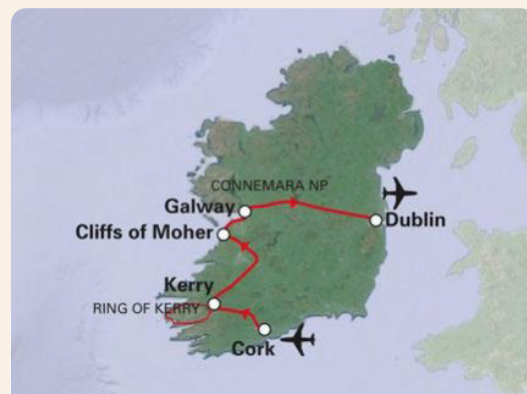 CONNEMARA NP
Galway
Dublin
Cliffs of Moher
Kerry
RING OF KERRY
Cork